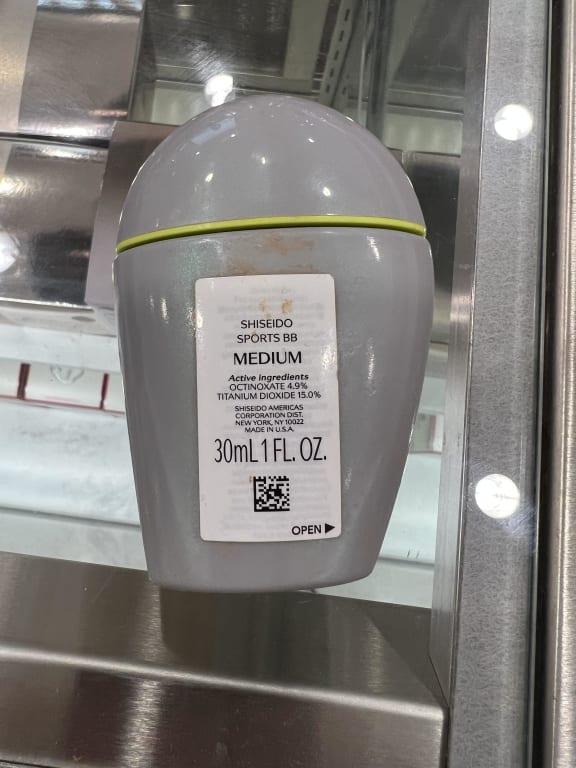 SHISEIDO
SPORTS BB
MEDIUM
Active ingredients
OCTINOXATE 4.9%
TITANIUM DIOXIDE 15.0%
SHISEIDO AMERICAS
CORPORATION DIST.
NEW YORK, NY 10022
MADE IN U.S.A.
30mL 1 FL. OZ.
OPEN ▶